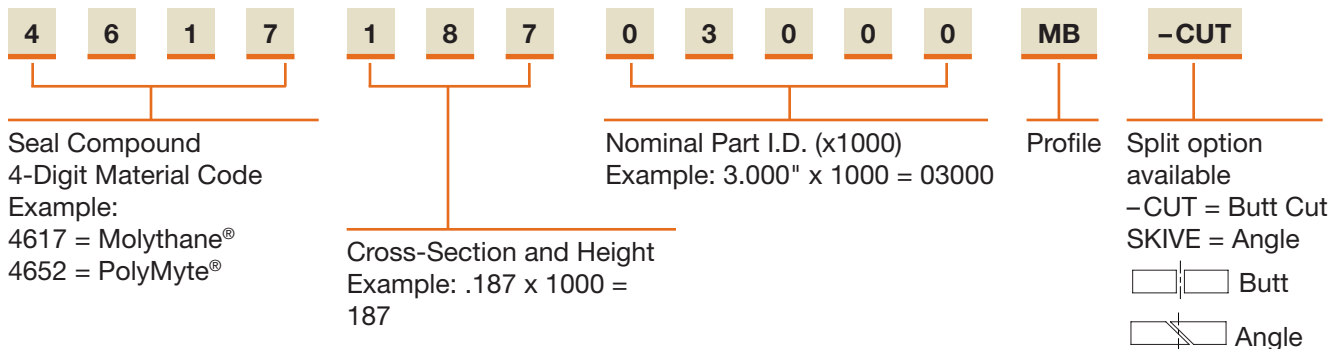 4 6 1 7 1 8 7 0 3 0 0 0 MB –CUT
Seal Compound
4-Digit Material Code
Example:
4617 = Molythane®
4652 = PolyMyte®
Cross-Section and Height
Example: .187 x 1000 =
187
Nominal Part I.D. (x1000)
Example: 3.000" x 1000 = 03000
Profile
Split option
available
–CUT = Butt Cut
SKIVE = Angle
Butt
Angle